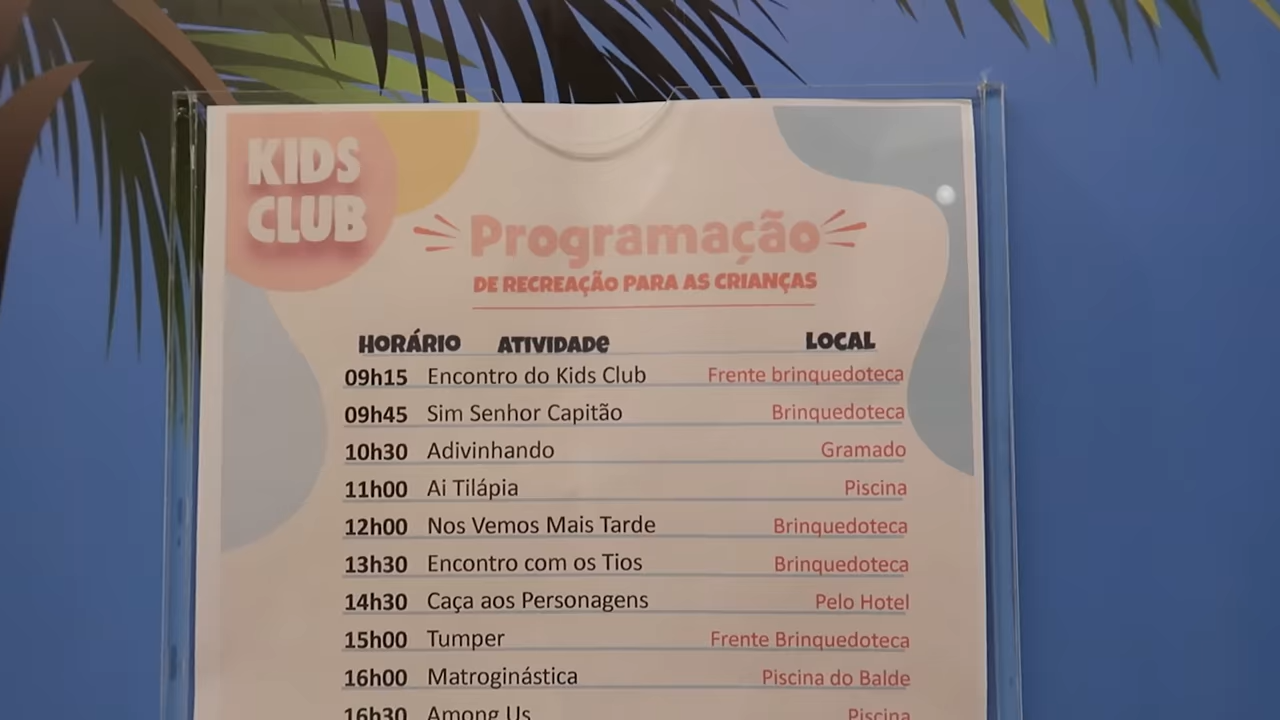 KIDS
CLUB
Programação
DE RECREAÇÃO PARA AS CRIANÇAS
HORÁRIO ATIVIDADE LOCAL
09h15 Encontro do Kids Club Frente brinquedoteca
09h45 Sim Senhor Capitão Brinquedoteca
10h30 Adivinhando Gramado
11h00 Ai Tilápia Piscina
12h00 Nos Vemos Mais Tarde Brinquedoteca
13h30 Encontro com os Tios Brinquedoteca
14h30 Caça aos Personagens Pelo Hotel
15h00 Tumper Frente Brinquedoteca
16h00 Matroginástica Piscina do Balde
16h30 Among Us Piscina